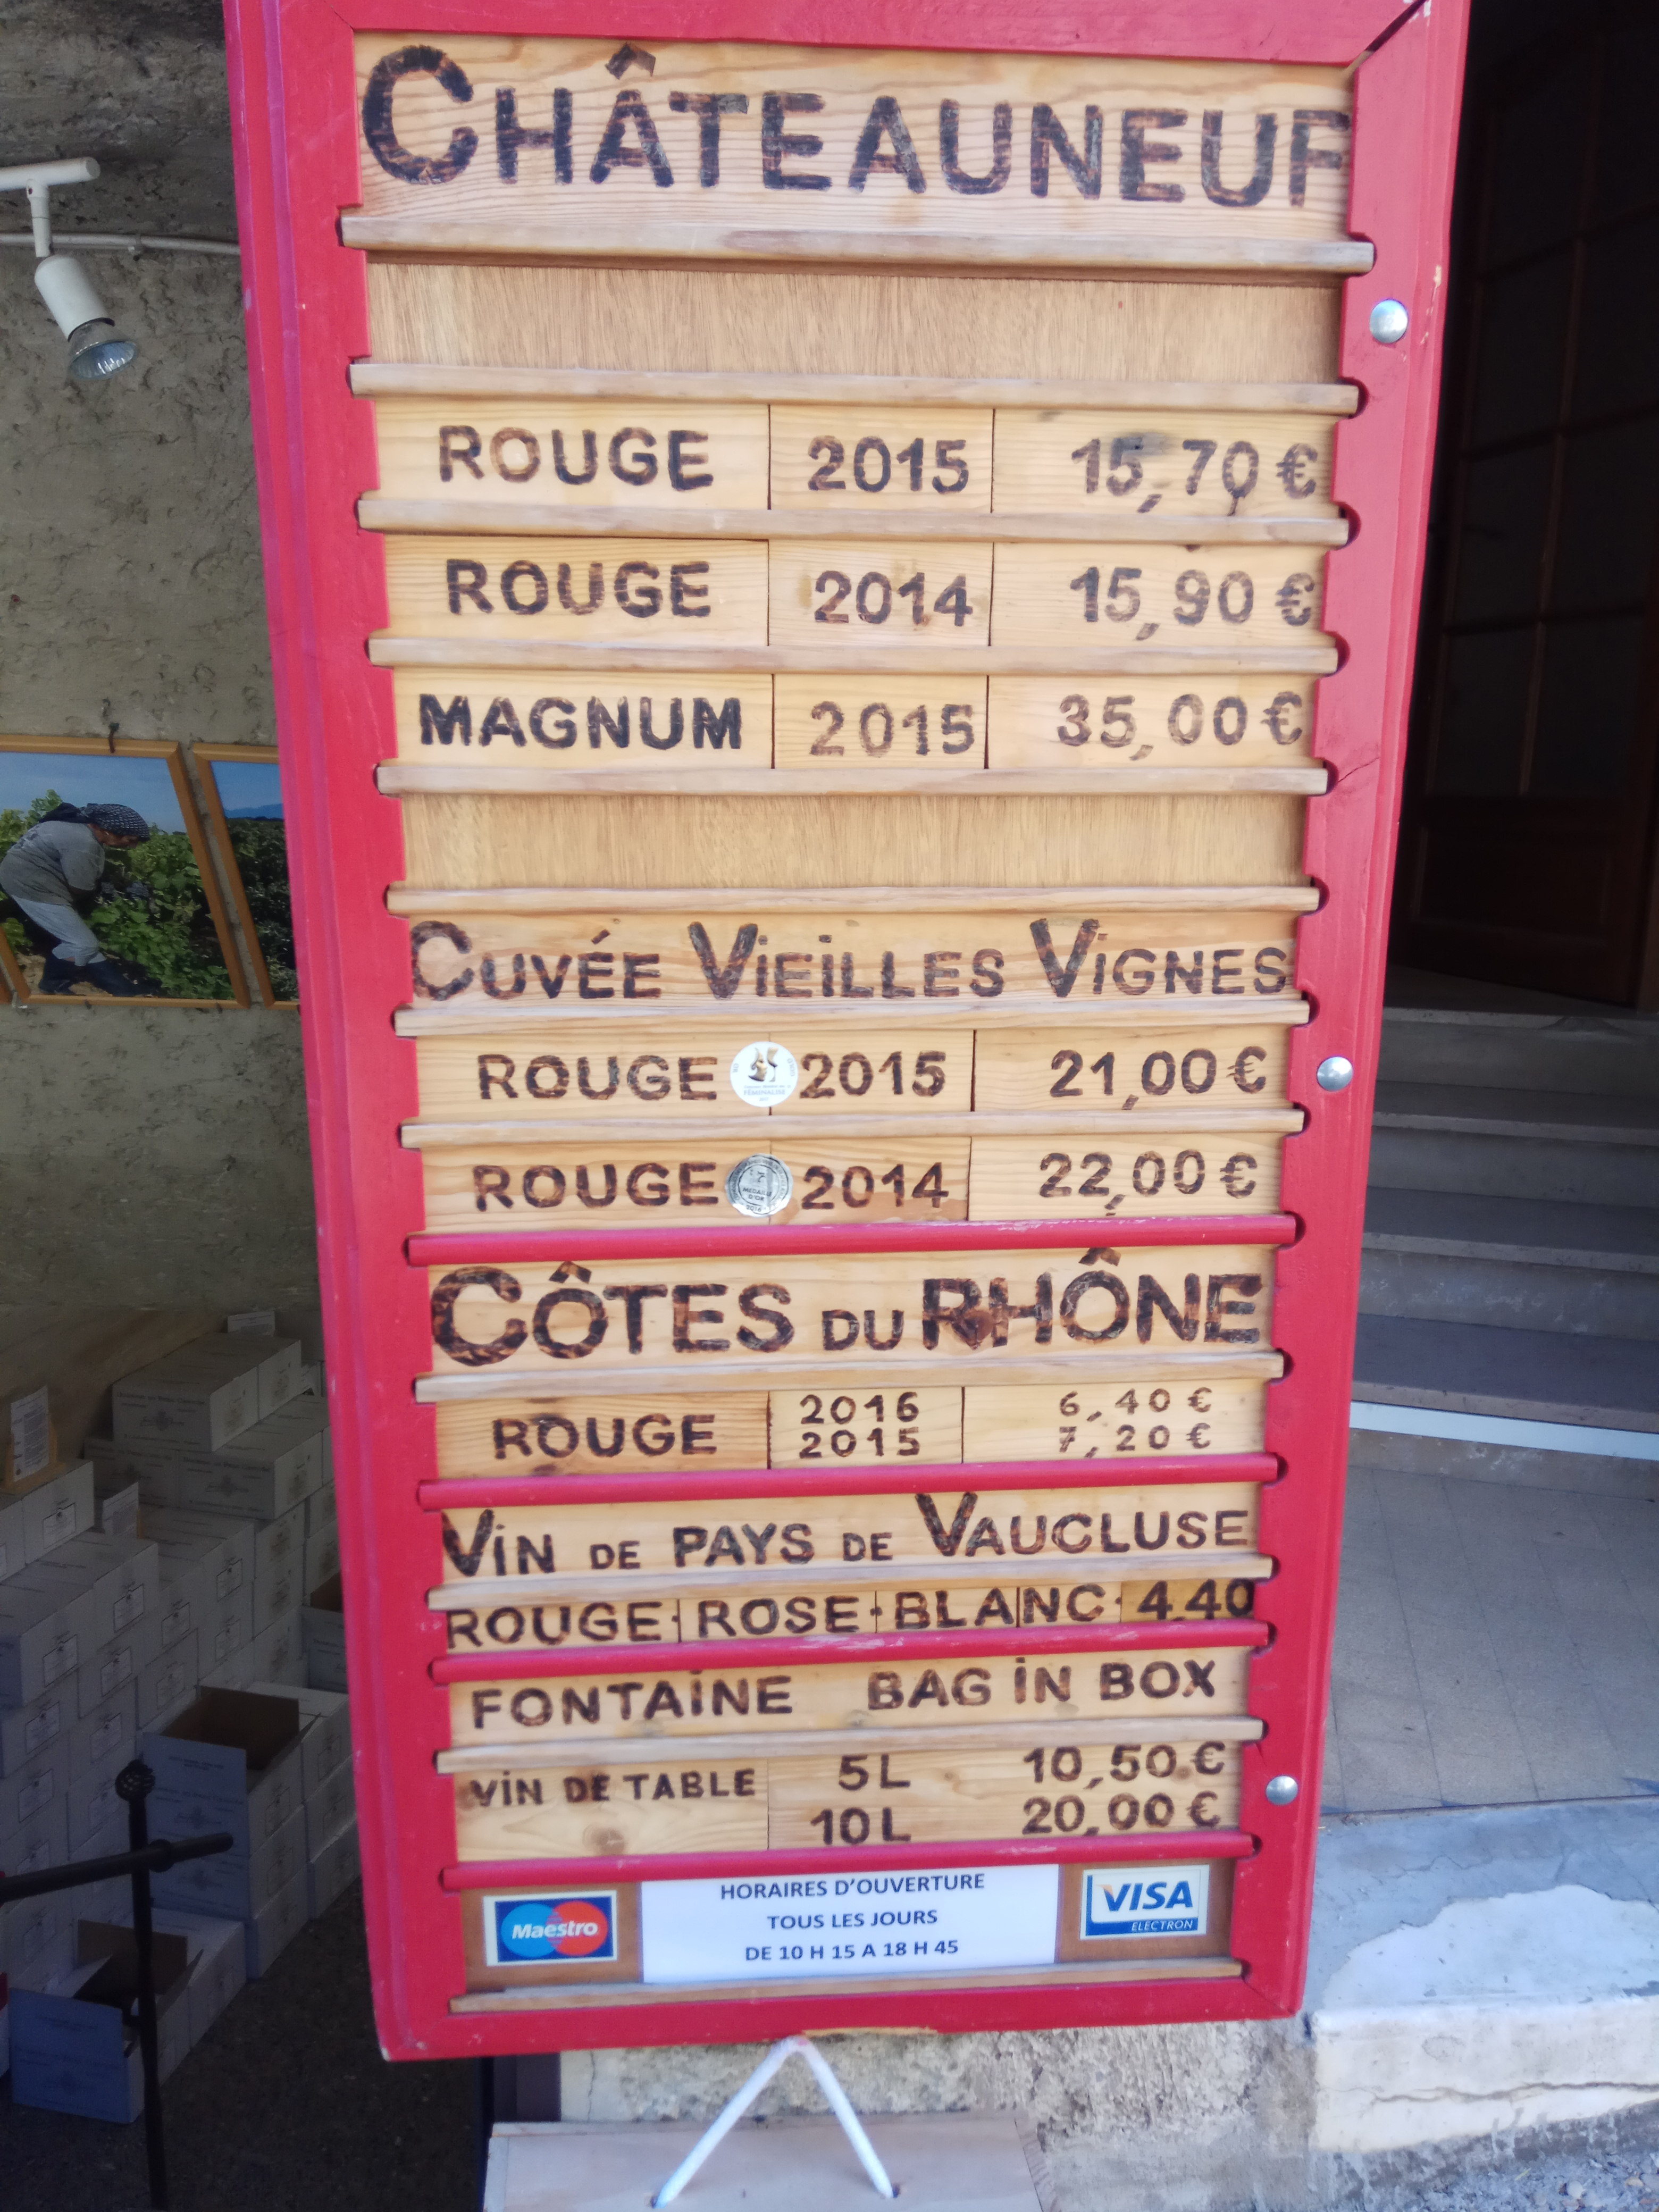 CHÂTEAUNEUF
ROUGE 2015 15,70 €
ROUGE 2014 15,90 €
MAGNUM 2015 35,00 €
CUVÉE VIEILLES VIGNES
ROUGE 2015 21,00 €
ROUGE 2014 22,00 €
CÔTES DU RHÔNE
ROUGE 2016 6,40 €
2015 7,20 €
VIN DE PAYS DE VAUCLUSE
ROUGE · ROSE · BLANC · 4,40
FONTAINE BAG IN BOX
VIN DE TABLE 5L 10,50 €
10L 20,00 €
HORAIRES D'OUVERTURE
Maestro TOUS LES JOURS VISA ELECTRON
DE 10 H 15 A 18 H 45